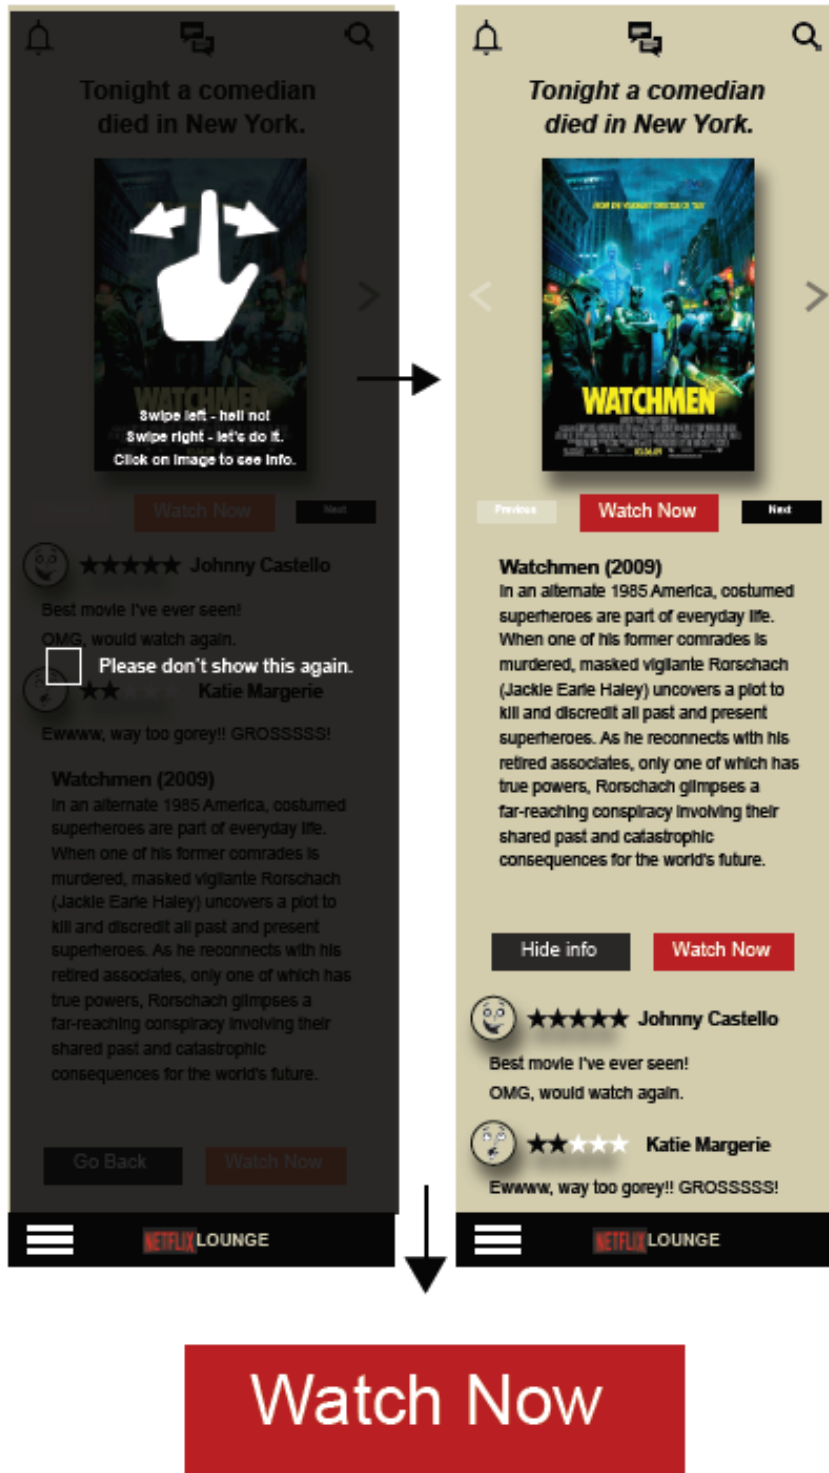 Tonight a comedian
died in New York.
WATCHMEN
Swipe left - hell no!
Swipe right - let's do it.
Click on image to see info.
Watch Now
Next
★★★★★ Johnny Castello
Best movie I've ever seen!
OMG, would watch again.
Please don't show this again.
★★★★★ Katie Margerie
Ewwww, way too gorey!! GROSSSSS!
Watchmen (2009)
In an alternate 1985 America, costumed
superheroes are part of everyday life.
When one of his former comrades is
murdered, masked vigilante Rorschach
(Jackie Earle Haley) uncovers a plot to
kill and discredit all past and present
superheroes. As he reconnects with his
retired associates, only one of which has
true powers, Rorschach glimpses a
far-reaching conspiracy involving their
shared past and catastrophic
consequences for the world's future.
Go Back
Watch Now
NETFLIX LOUNGE
Tonight a comedian
died in New York.
FROM THE VISIONARY DIRECTOR OF "300"
WATCHMEN
03.06.09
Previous
Watch Now
Next
Watchmen (2009)
In an alternate 1985 America, costumed
superheroes are part of everyday life.
When one of his former comrades is
murdered, masked vigilante Rorschach
(Jackie Earle Haley) uncovers a plot to
kill and discredit all past and present
superheroes. As he reconnects with his
retired associates, only one of which has
true powers, Rorschach glimpses a
far-reaching conspiracy involving their
shared past and catastrophic
consequences for the world's future.
Hide info
Watch Now
★★★★★ Johnny Castello
Best movie I've ever seen!
OMG, would watch again.
★★★★★ Katie Margerie
Ewwww, way too gorey!! GROSSSSS!
NETFLIX LOUNGE
Watch Now